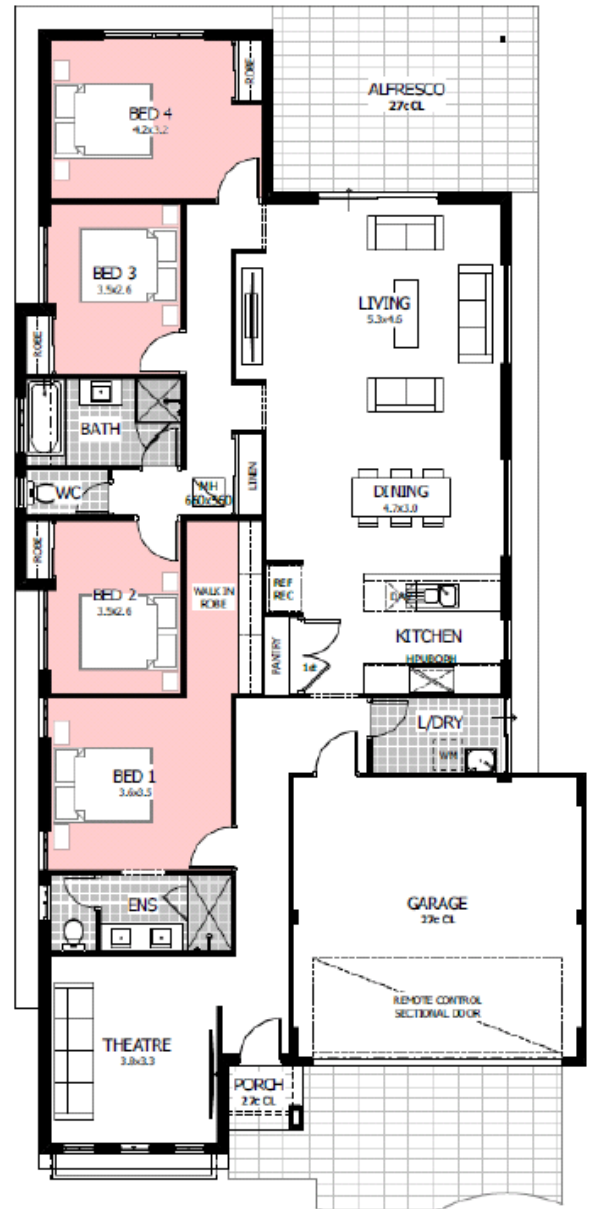 ROBE
ALFRESCO
27c CL
BED 4
4.2x3.2
BED 3
3.5x2.6
LIVING
5.3x4.6
ROBE
BATH
WC
MH
LINEN
DINING
4.7x3.0
ROBE
BED 2
3.5x2.6
WALK IN
ROBE
REF
REC
KITCHEN
PANTRY
L/DRY
WM
BED 1
3.6x3.5
ENS
GARAGE
27c CL
REMOTE CONTROL
SECTIONAL DOOR
THEATRE
3.8x3.3
PORCH
27c CL